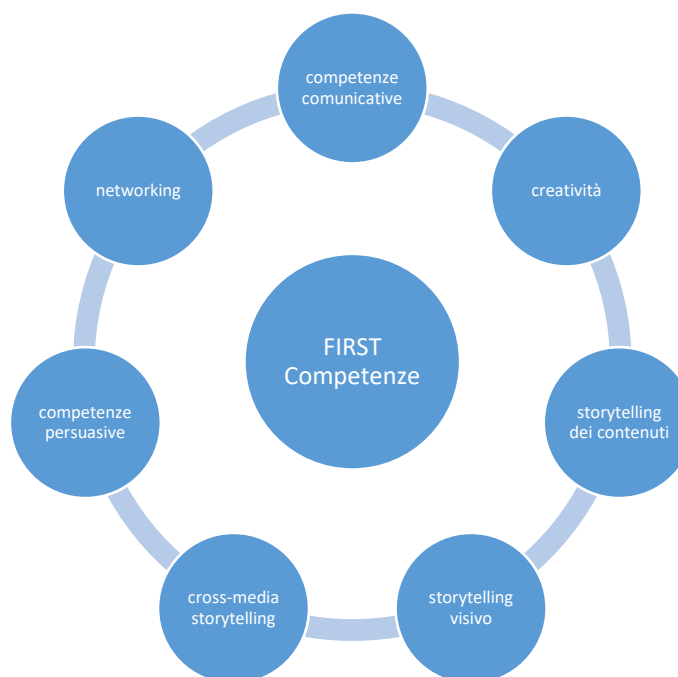 competenze
comunicative
creatività
storytelling
dei contenuti
storytelling
visivo
cross-media
storytelling
competenze
persuasive
networking
FIRST
Competenze